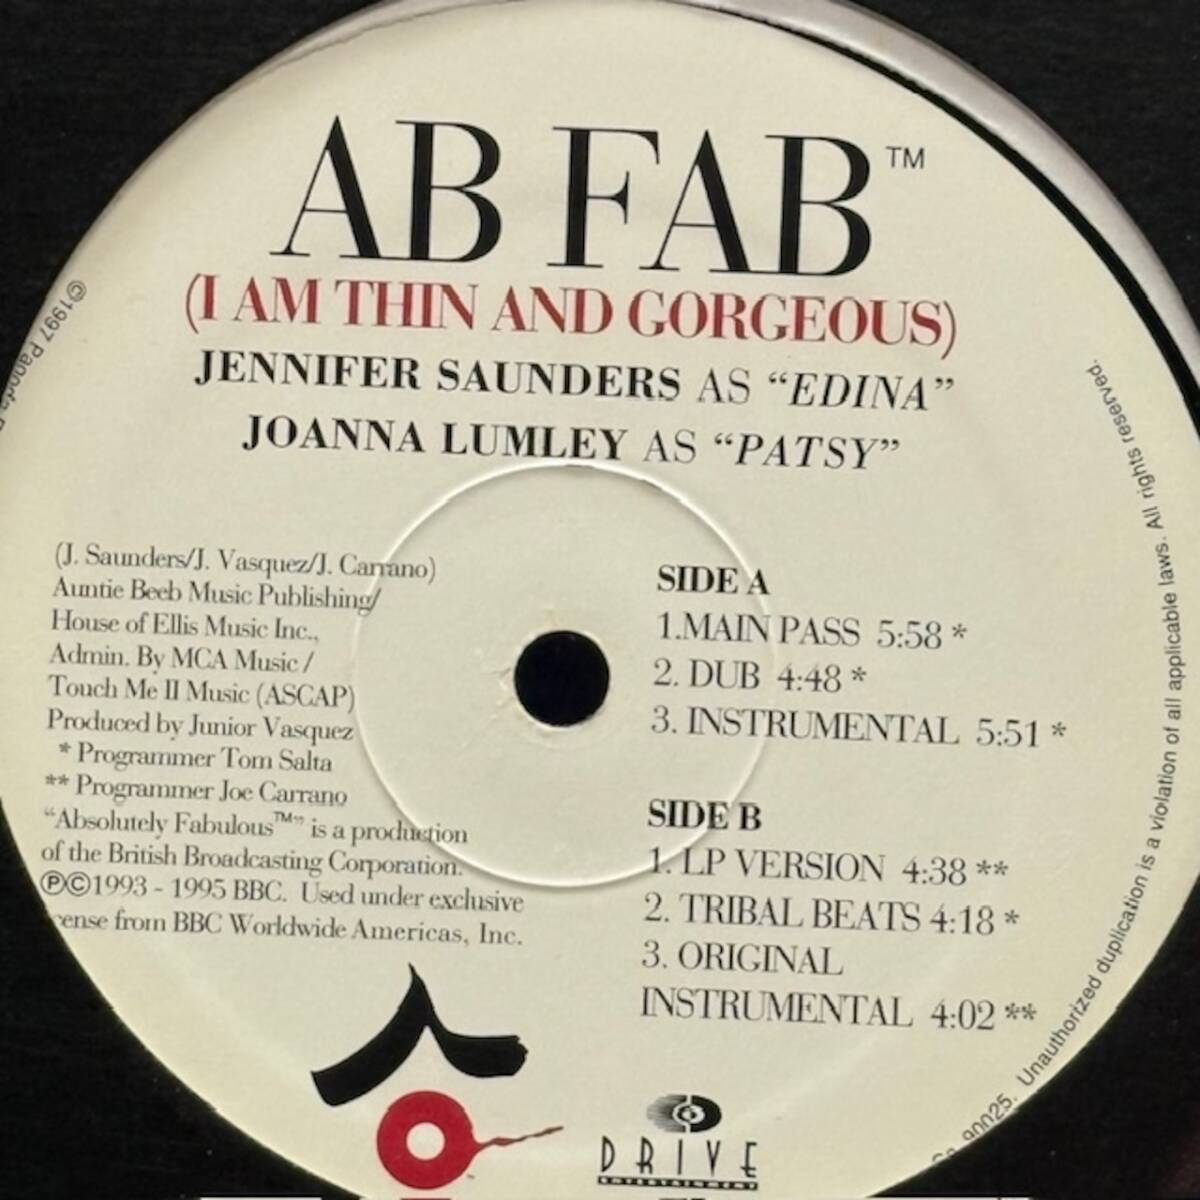 AB FAB™
(I AM THIN AND GORGEOUS)
JENNIFER SAUNDERS AS “EDINA”
JOANNA LUMLEY AS “PATSY”
(J. Saunders/J. Vasquez/J. Carrano)
Auntie Beeb Music Publishing/
House of Ellis Music Inc.,
Admin. By MCA Music /
Touch Me II Music (ASCAP)
Produced by Junior Vasquez
* Programmer Tom Salta
** Programmer Joe Carrano
“Absolutely Fabulous™” is a production
of the British Broadcasting Corporation.
℗©1993 - 1995 BBC. Used under exclusive
cense from BBC Worldwide Americas, Inc.
SIDE A
1.MAIN PASS 5:58 *
2. DUB 4:48 *
3. INSTRUMENTAL 5:51 *
SIDE B
1. LP VERSION 4:38 **
2. TRIBAL BEATS 4:18 *
3. ORIGINAL
INSTRUMENTAL 4:02 **
DRIVE
ENTERTAINMENT
©1997
90025. Unauthorized duplication is a violation of all applicable laws. All rights reserved.